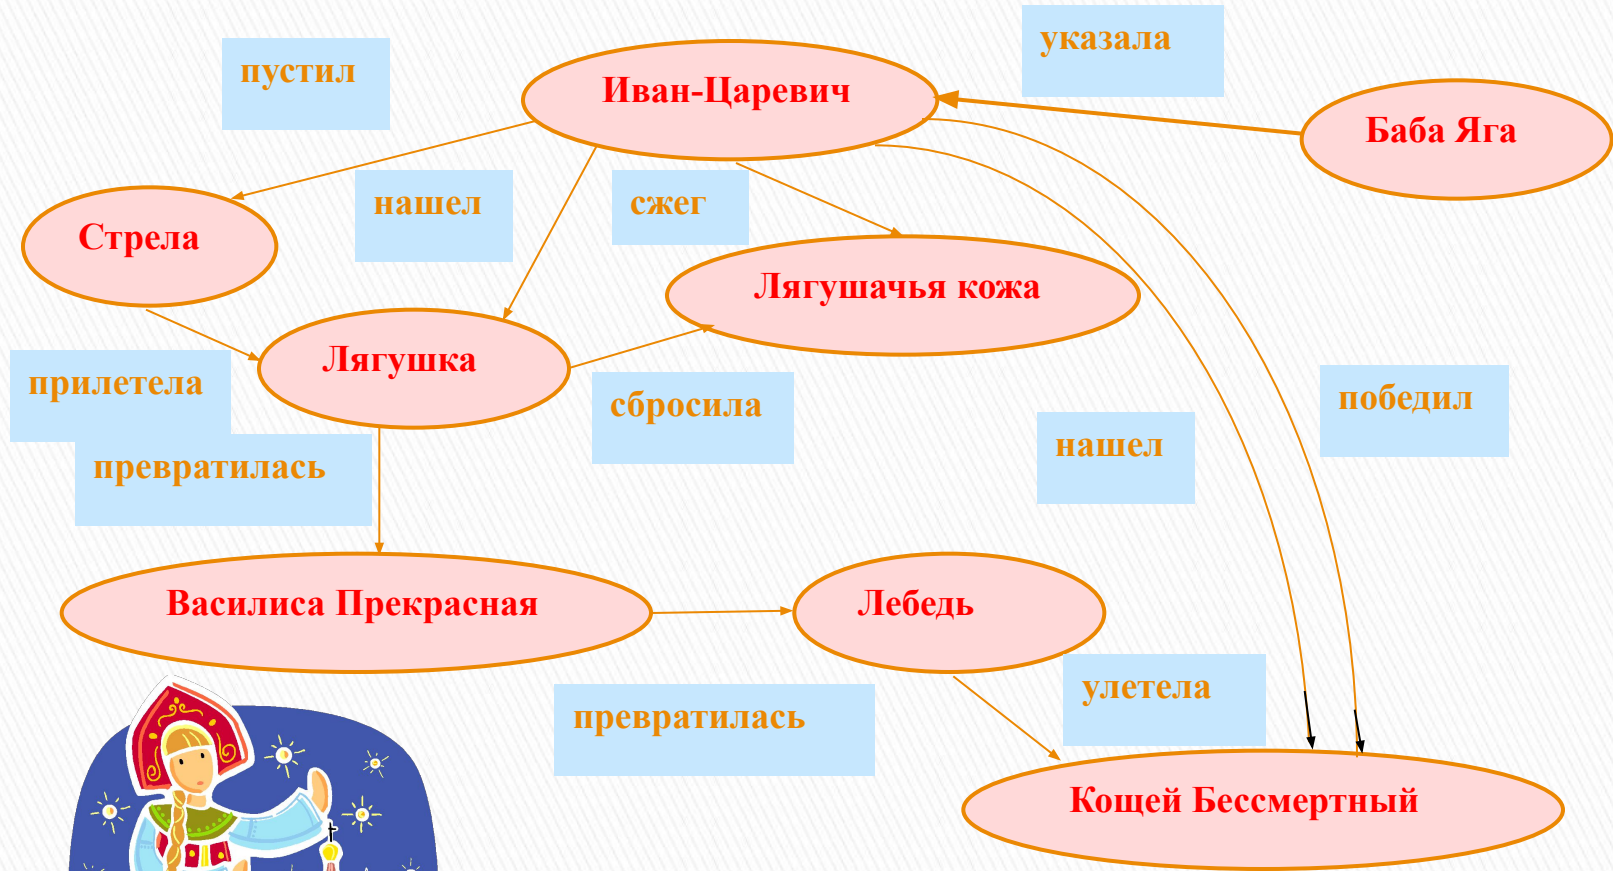 указала
пустил
Иван-Царевич
Баба Яга
нашел
сжег
Стрела
Лягушачья кожа
Лягушка
прилетела
сбросила
победил
нашел
превратилась
Василиса Прекрасная
Лебедь
улетела
превратилась
Кощей Бессмертный